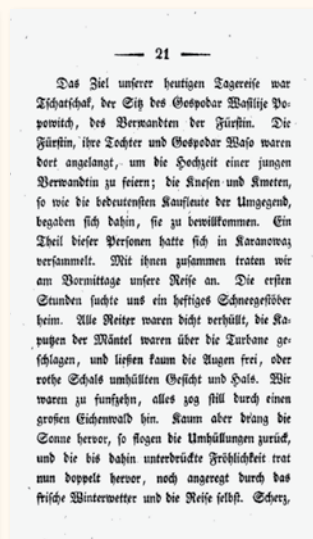 — 21 —
Das Ziel unserer heutigen Tagereise war
Tschatschak, der Sitz des Gospodar Wasilije Po-
powitch, des Verwandten der Fürstin. Die
Fürstin, ihre Tochter und Gospodar Waso waren
dort angelangt, um die Hochzeit einer jungen
Verwandtin zu feiern; die Knesen und Kmeten,
so wie die bedeutensten Kaufleute der Umgegend,
begaben sich dahin, sie zu bewillkommen. Ein
Theil dieser Personen hatte sich in Karanowaz
versammelt. Mit ihnen zusammen traten wir
am Vormittage unsere Reise an. Die ersten
Stunden suchte uns ein heftiges Schneegestöber
heim. Alle Reiter waren dicht verhüllt, die Ka-
putzen der Mäntel waren über die Turbane ge-
schlagen, und ließen kaum die Augen frei, oder
rothe Schals umhüllten Gesicht und Hals. Wir
waren zu funfzehn, alles zog still durch einen
großen Eichenwald hin. Kaum aber drang die
Sonne hervor, so flogen die Umhüllungen zurück,
und die bis dahin unterdrückte Fröhlichkeit trat
nun doppelt hervor, noch angeregt durch das
frische Winterwetter und die Reise selbst. Scherz,